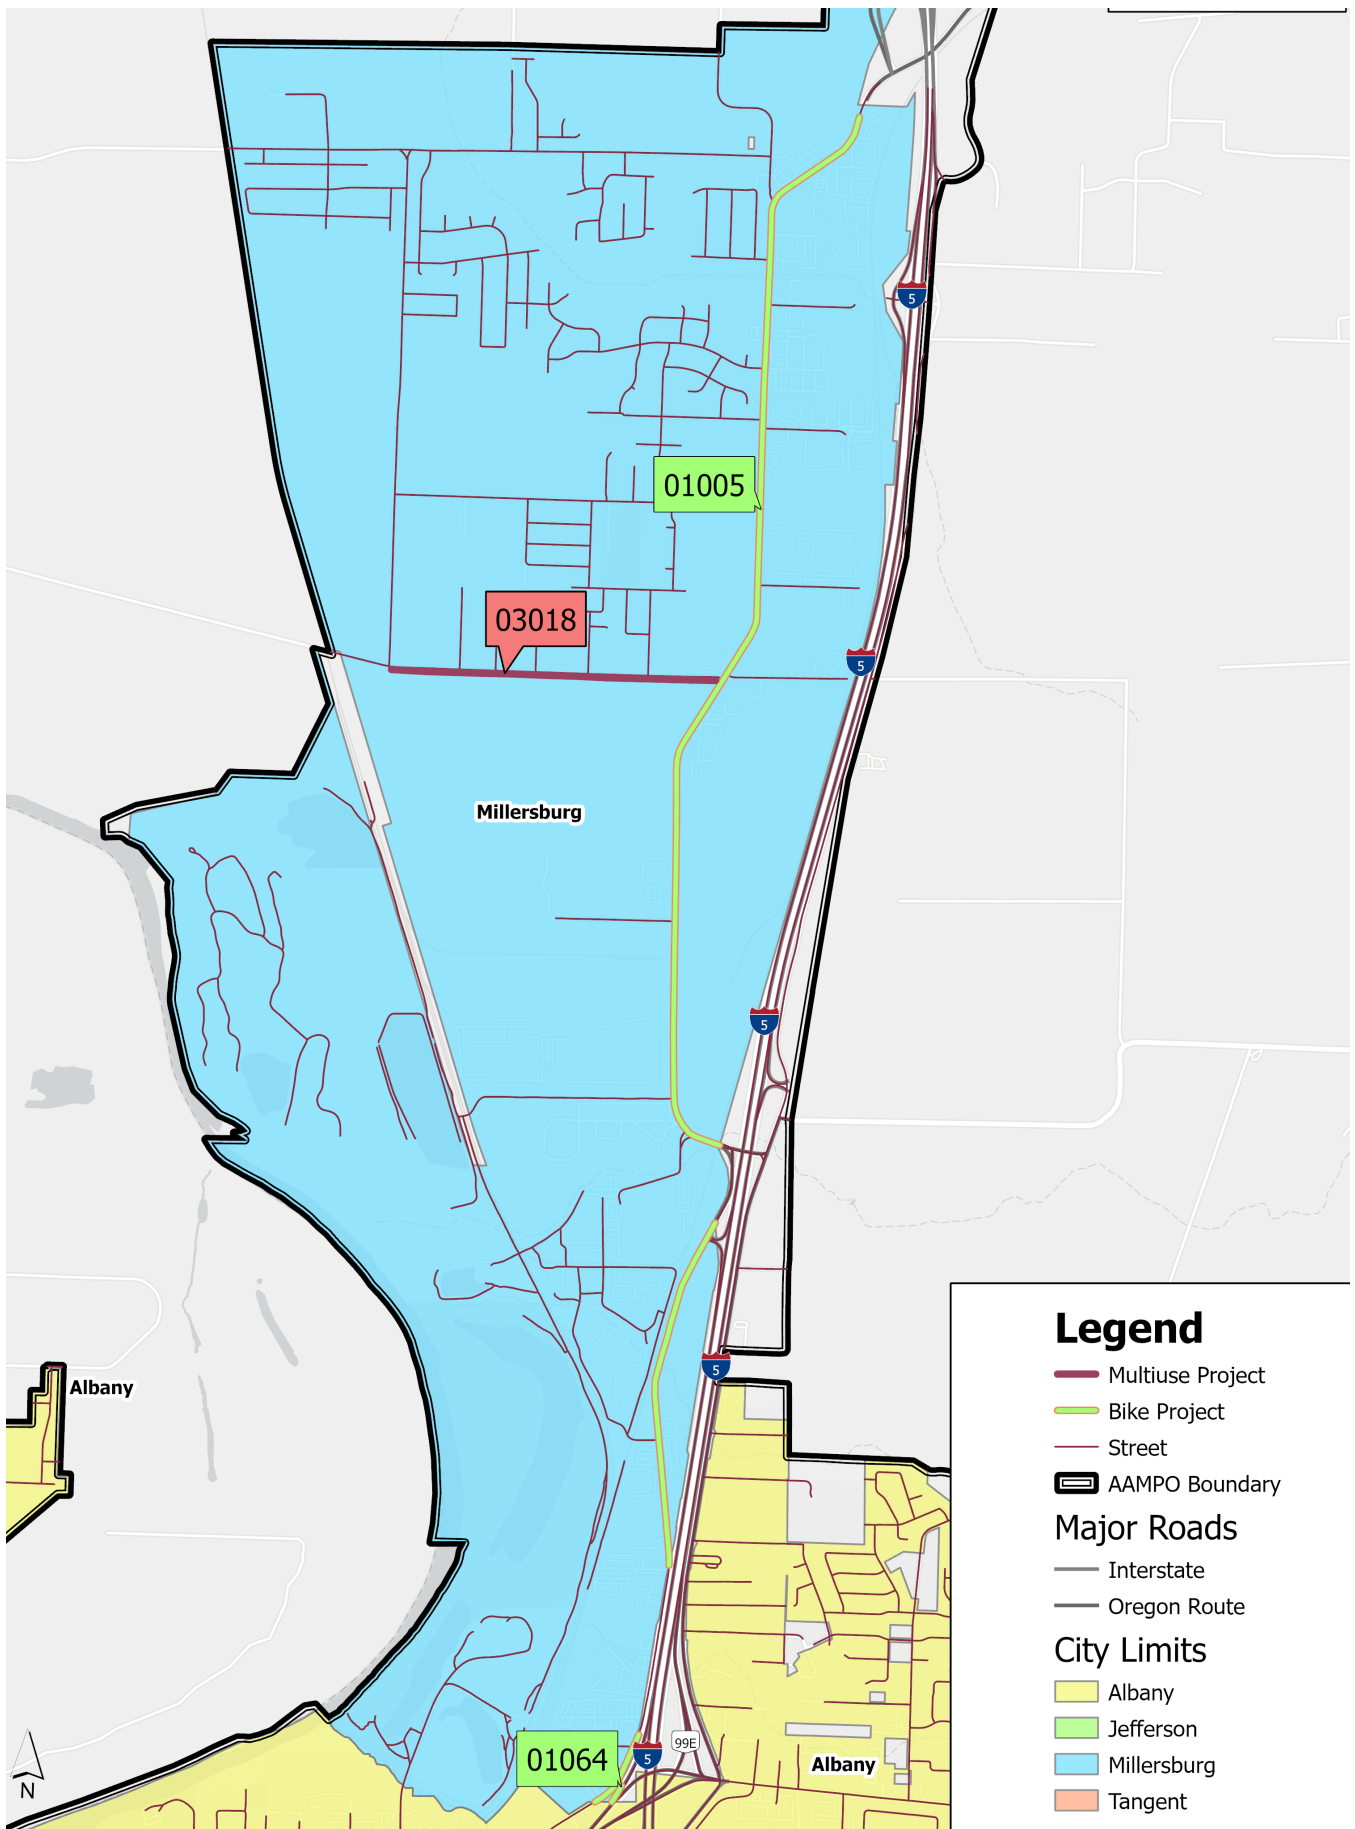 5
01005
03018
5
Millersburg
5
5
Albany
01064
5
99E
Albany
N
Legend
Multiuse Project
Bike Project
Street
AAMPO Boundary
Major Roads
Interstate
Oregon Route
City Limits
Albany
Jefferson
Millersburg
Tangent